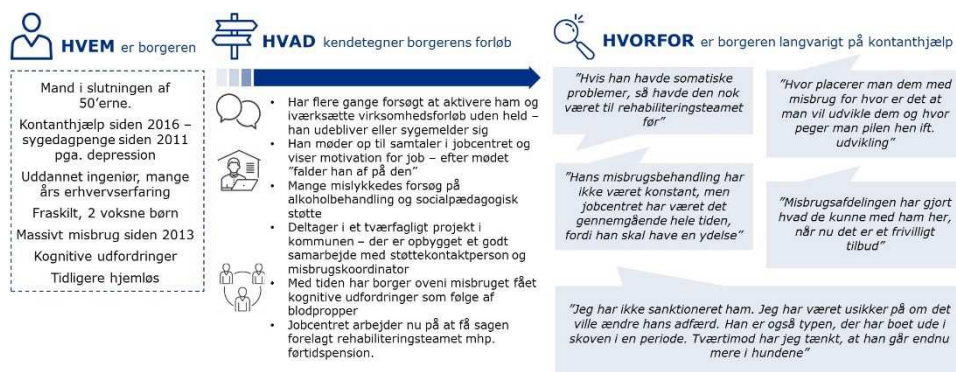 HVEM er borgeren
Mand i slutningen af
50'erne.
Kontanthjælp siden 2016 –
sygedagpenge siden 2011
pga. depression
Uddannet ingeniør, mange
års erhvervserfaring
Fraskilt, 2 voksne børn
Massivt misbrug siden 2013
Kognitive udfordringer
Tidligere hjemløs
HVAD kendetegner borgerens forløb
• Har flere gange forsøgt at aktivere ham og
iværksætte virksomhedsforløb uden held –
han udebliver eller sygemelder sig
• Han møder op til samtaler i jobcentret og
viser motivation for job – efter mødet
"falder han af på den"
• Mange mislykkedes forsøg på
alkoholbehandling og socialpædagogisk
støtte
• Deltager i et tværfagligt projekt i
kommunen – der er opbygget et godt
samarbejde med støttekontaktperson og
misbrugskoordinator
• Med tiden har borger oveni misbruget fået
kognitive udfordringer som følge af
blodpropper
• Jobcentret arbejder nu på at få sagen
forelagt rehabiliteringsteamet mhp.
førtidspension.
HVORFOR er borgeren langvarigt på kontanthjælp
"Hvis han havde somatiske
problemer, så havde den nok
været til rehabiliteringsteamet
før"
"Hvor placerer man dem med
misbrug for hvor er det at
man vil udvikle dem og hvor
peger man pilen hen ift.
udvikling"
"Hans misbrugsbehandling har
ikke været konstant, men
jobcentret har været det
gennemgående hele tiden,
fordi han skal have en ydelse"
"Misbrugsafdelingen har gjort
hvad de kunne med ham her,
når nu det er et frivilligt
tilbud"
"Jeg har ikke sanktioneret ham. Jeg har været usikker på om det
ville ændre hans adfærd. Han er også typen, der har boet ude i
skoven i en periode. Tværtimod har jeg tænkt, at han går endnu
mere i hundene"